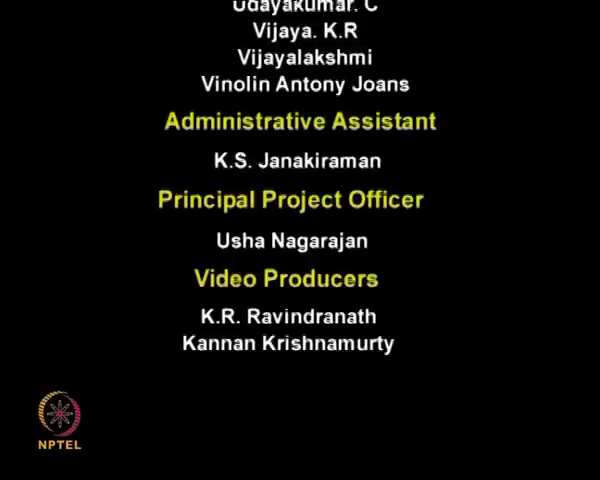 Udayakumar. C
Vijaya. K.R
Vijayalakshmi
Vinolin Antony Joans
Administrative Assistant
K.S. Janakiraman
Principal Project Officer
Usha Nagarajan
Video Producers
K.R. Ravindranath
Kannan Krishnamurty
NPTEL